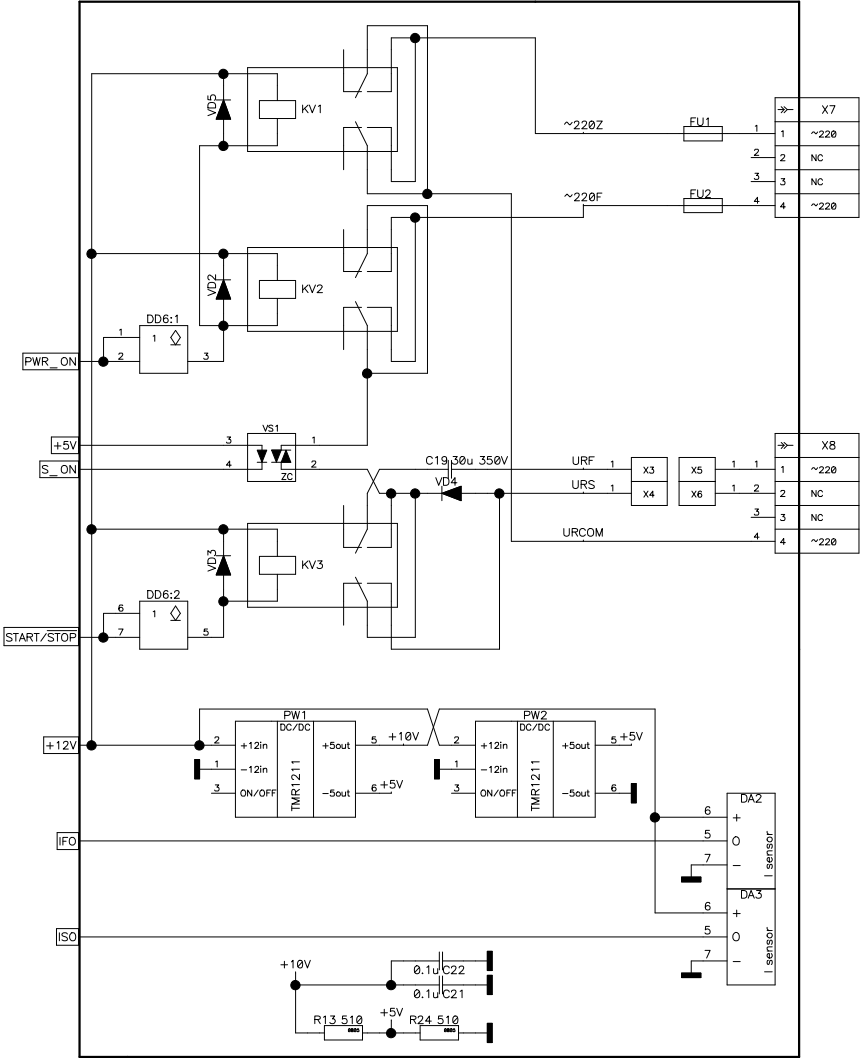 X7
VD5
KV1
~220Z
FU1
1
1
~220
2
2
NC
3
3
NC
~220F
FU2
4
4
~220
VD2
KV2
DD6:1
1
1
2
3
PWR_ON
+5V
3
VS1
1
S_ON
4
2
ZC
C19 30u 350V
VD4
URF
1
X3
X5
1
1
URS
1
X4
X6
1
2
X8
1
~220
2
NC
3
3
NC
URCOM
4
4
~220
VD3
KV3
DD6:2
6
1
7
5
START/STOP
PW1
DC/DC
+12V
2
+12in
+5out
5
+10V
1
-12in
3
ON/OFF
-5out
6
+5V
TMR1211
PW2
DC/DC
2
+12in
+5out
5
+5V
1
-12in
3
ON/OFF
-5out
6
TMR1211
DA2
6
+
IFO
5
O
7
-
I sensor
DA3
6
+
ISO
5
O
7
-
I sensor
+10V
0.1u C22
0.1u C21
R13 510
+5V
R24 510